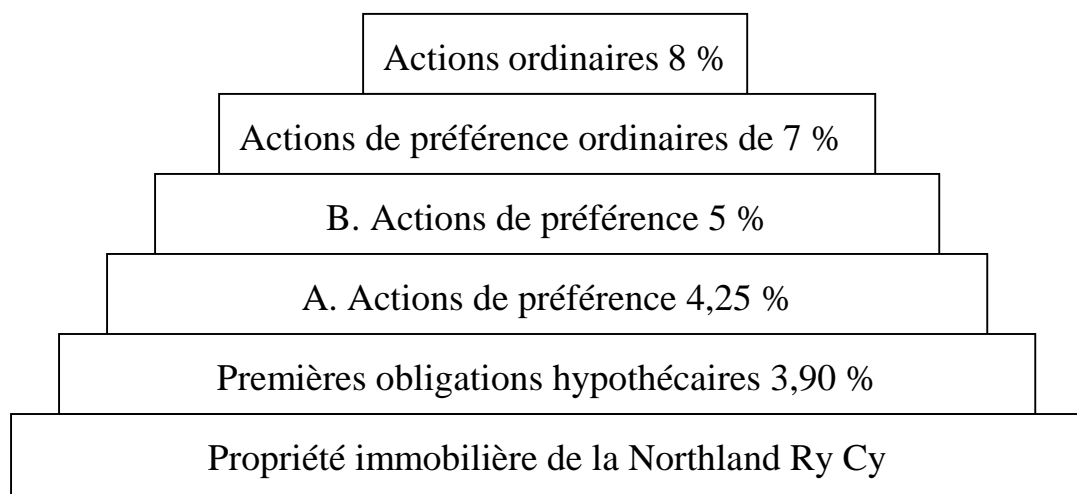 Actions ordinaires 8 %
Actions de préférence ordinaires de 7 %
B. Actions de préférence 5 %
A. Actions de préférence 4,25 %
Premières obligations hypothécaires 3,90 %
Propriété immobilière de la Northland Ry Cy